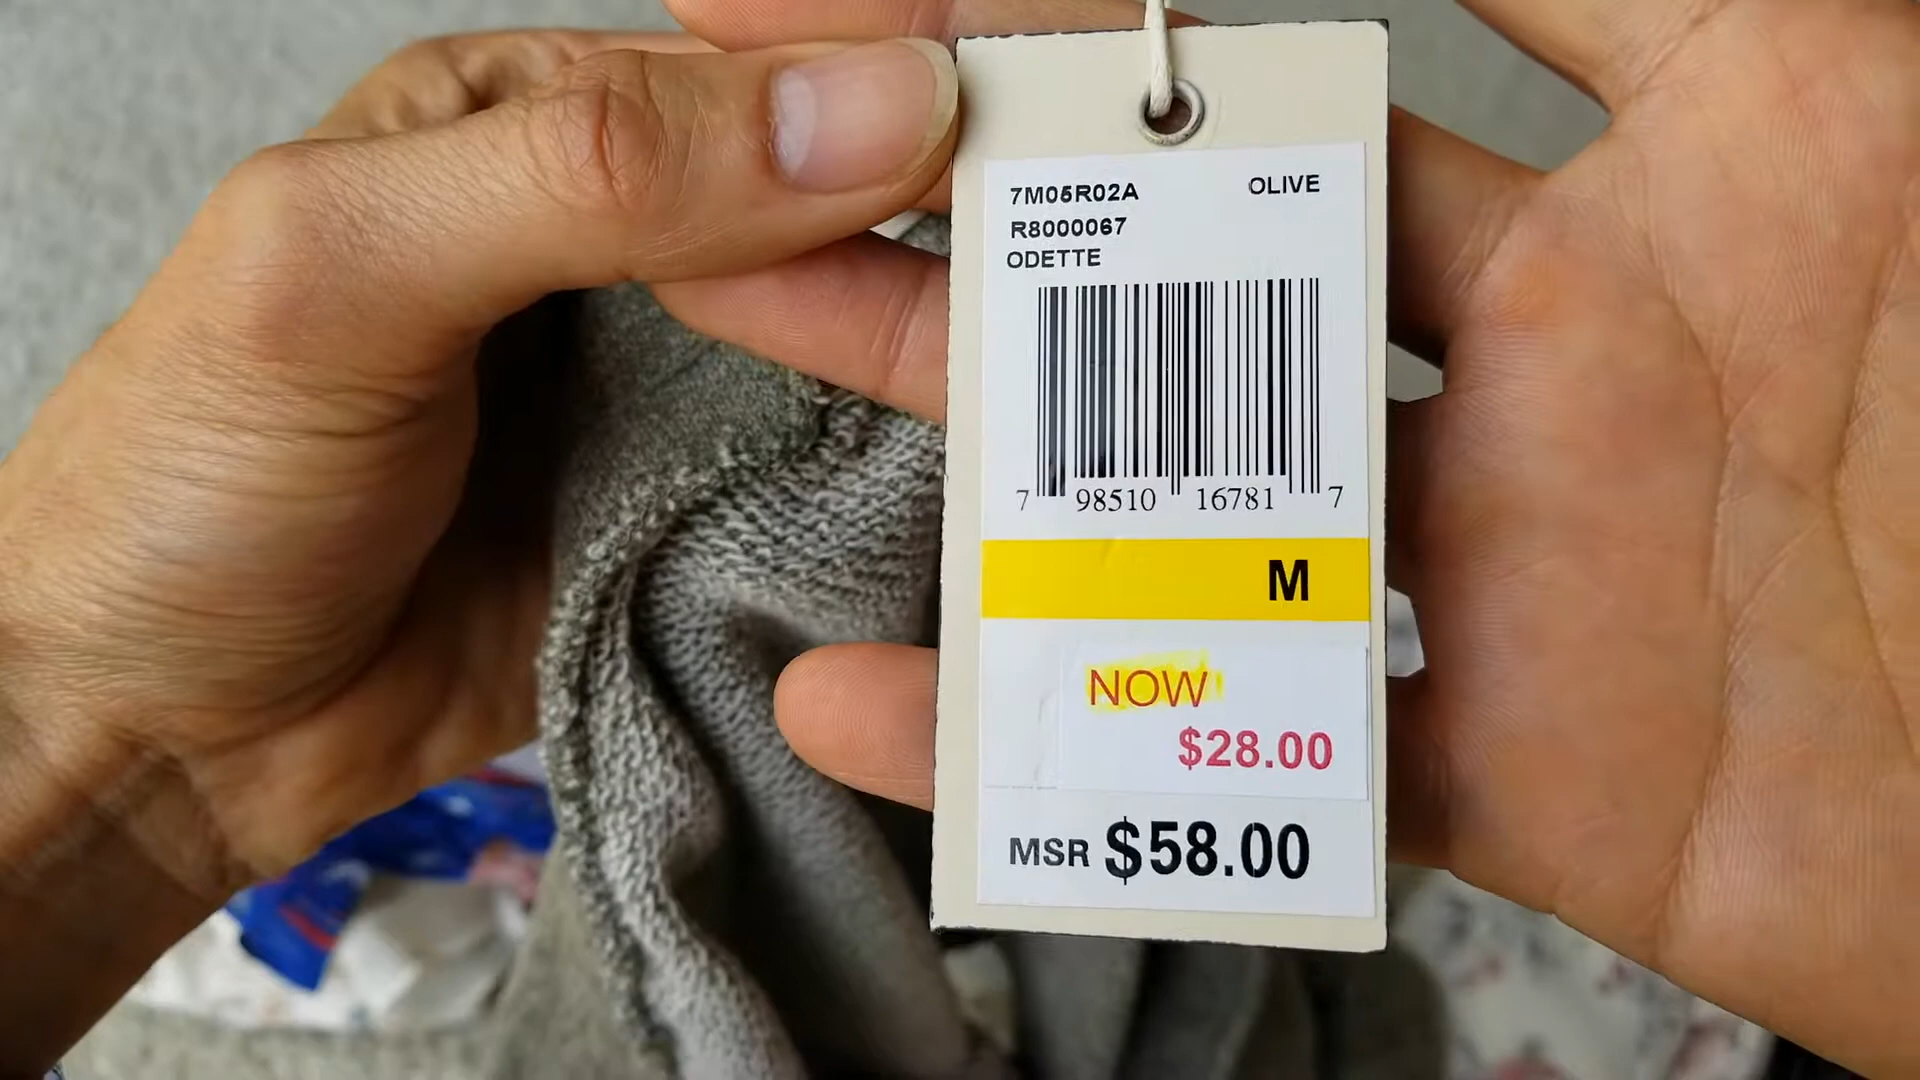 7M05R02A OLIVE
R8000067
ODETTE
7 98510 16781 7
M
NOW
$28.00
MSR $58.00